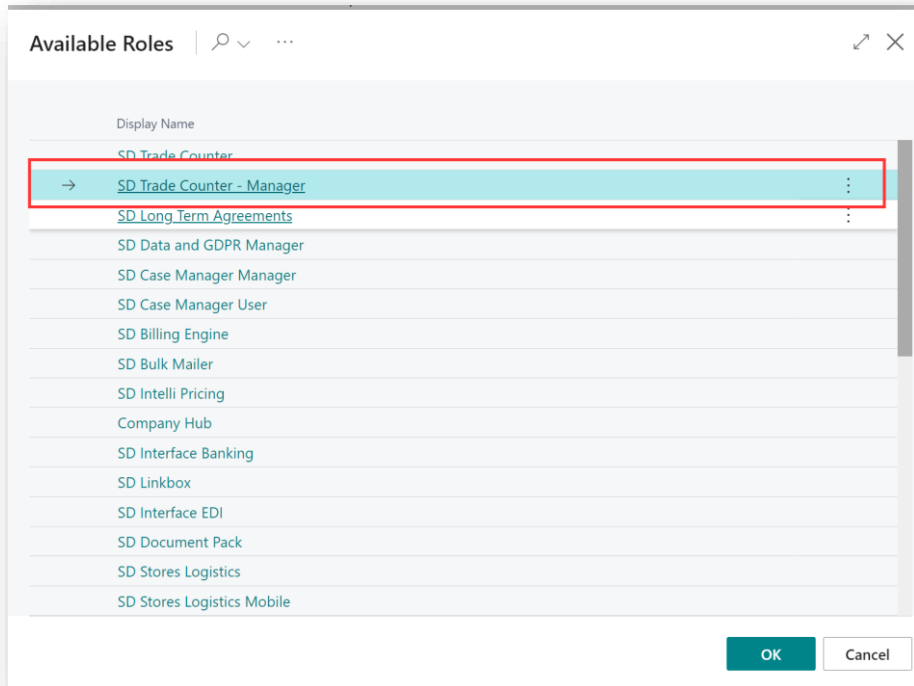 Available Roles
Display Name
SD Trade Counter
SD Trade Counter - Manager
SD Long Term Agreements
SD Data and GDPR Manager
SD Case Manager Manager
SD Case Manager User
SD Billing Engine
SD Bulk Mailer
SD Intelli Pricing
Company Hub
SD Interface Banking
SD Linkbox
SD Interface EDI
SD Document Pack
SD Stores Logistics
SD Stores Logistics Mobile
OK Cancel